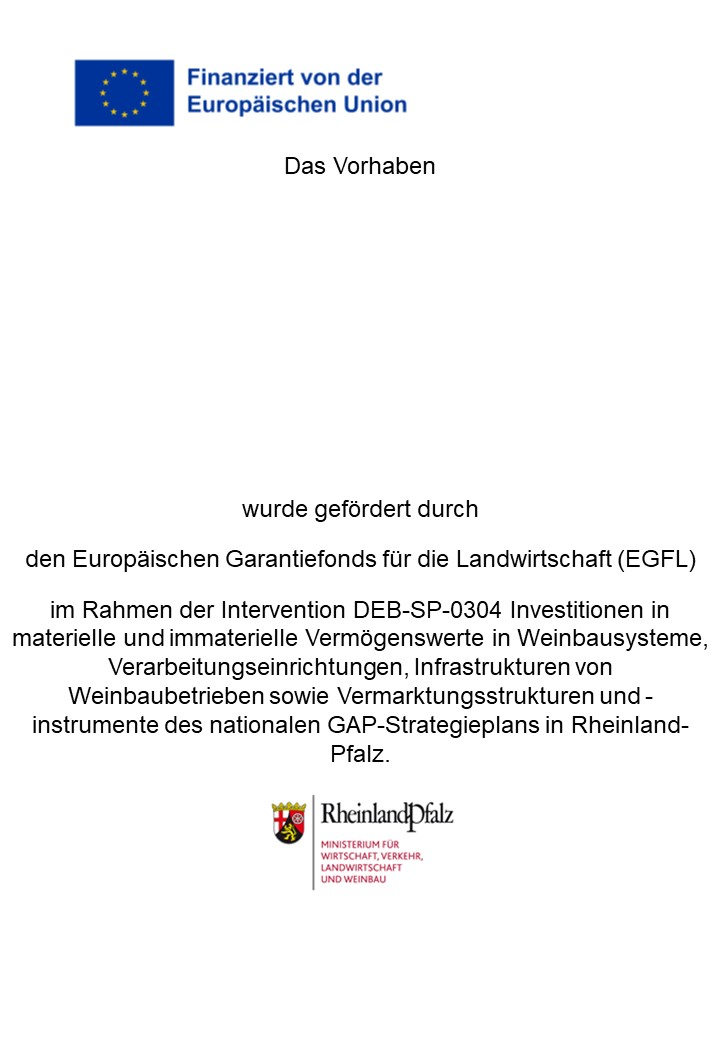 Finanziert von der
Europäischen Union
Das Vorhaben
wurde gefördert durch
den Europäischen Garantiefonds für die Landwirtschaft (EGFL)
im Rahmen der Intervention DEB-SP-0304 Investitionen in
materielle und immaterielle Vermögenswerte in Weinbausysteme,
Verarbeitungseinrichtungen, Infrastrukturen von
Weinbaubetrieben sowie Vermarktungsstrukturen und -
instrumente des nationalen GAP-Strategieplans in Rheinland-
Pfalz.
RheinlandPfalz
MINISTERIUM FÜR
WIRTSCHAFT, VERKEHR,
LANDWIRTSCHAFT
UND WEINBAU